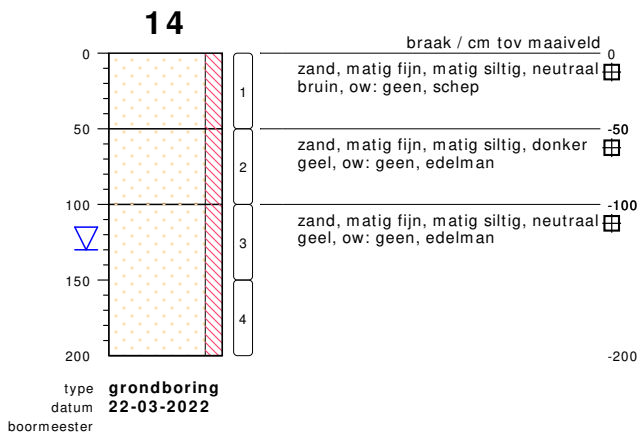 14
braak / cm tov maaiveld
0
0
zand, matig fijn, matig siltig, neutraal
bruin, ow: geen, schep
1
50
-50
zand, matig fijn, matig siltig, donker
geel, ow: geen, edelman
2
100
-100
zand, matig fijn, matig siltig, neutraal
geel, ow: geen, edelman
3
150
4
200
-200
type grondboring
datum 22-03-2022
boormeester